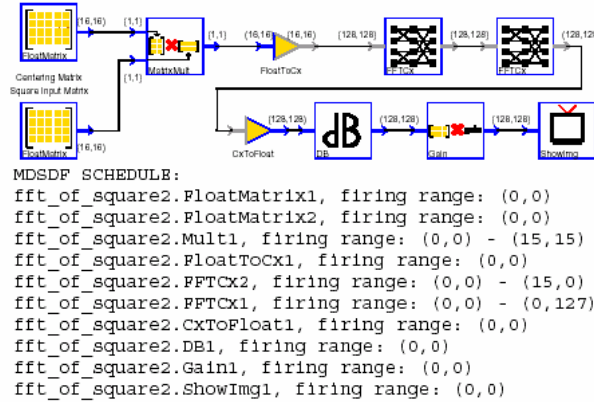 (16,16) (1,1) (1,1) (16,16) (16,16) (128,128) (128,128) (128,12
FloatMatrix MatrixMult FloatToCx FFTCx FFTCx
(1,1)
Centering Matrix
Square Input Matrix
(128,128) (128,128) (128,128)
dB
FloatMatrix (16,16) CxToFloat DB Gain ShowImg
MDSDF SCHEDULE:
fft_of_square2.FloatMatrix1, firing range: (0,0)
fft_of_square2.FloatMatrix2, firing range: (0,0)
fft_of_square2.Mult1, firing range: (0,0) - (15,15)
fft_of_square2.FloatToCx1, firing range: (0,0)
fft_of_square2.FFTCx2, firing range: (0,0) - (15,0)
fft_of_square2.FFTCx1, firing range: (0,0) - (0,127)
fft_of_square2.CxToFloat1, firing range: (0,0)
fft_of_square2.DB1, firing range: (0,0)
fft_of_square2.Gain1, firing range: (0,0)
fft_of_square2.ShowImg1, firing range: (0,0)